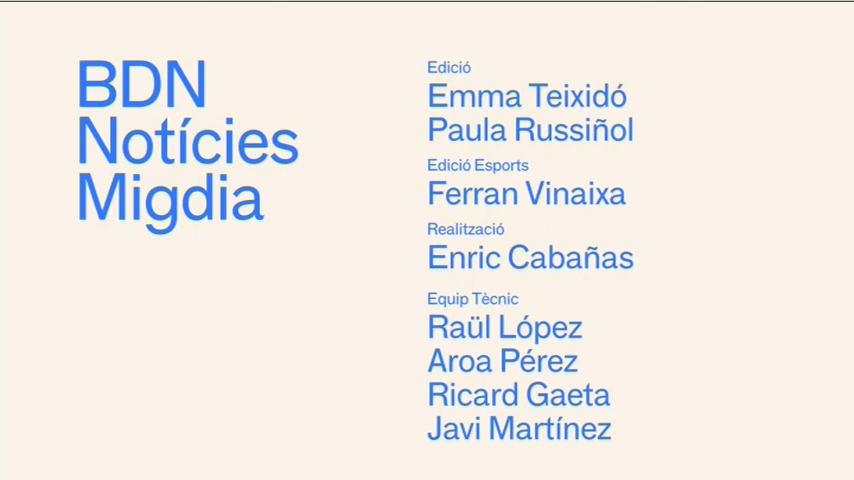 BDN
Notícies
Migdia
Edició
Emma Teixidó
Paula Russiñol
Edició Esports
Ferran Vinaixa
Realització
Enric Cabañas
Equip Tècnic
Raül López
Aroa Pérez
Ricard Gaeta
Javi Martínez